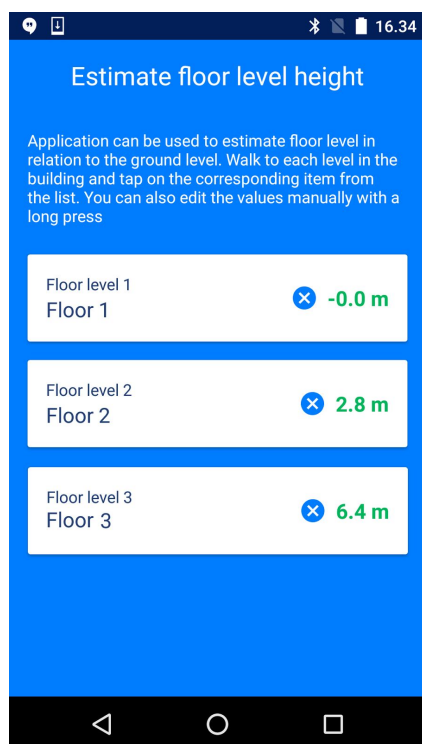 16.34
Estimate floor level height
Application can be used to estimate floor level in
relation to the ground level. Walk to each level in the
building and tap on the corresponding item from
the list. You can also edit the values manually with a
long press
Floor level 1
Floor 1
-0.0 m
Floor level 2
Floor 2
2.8 m
Floor level 3
Floor 3
6.4 m